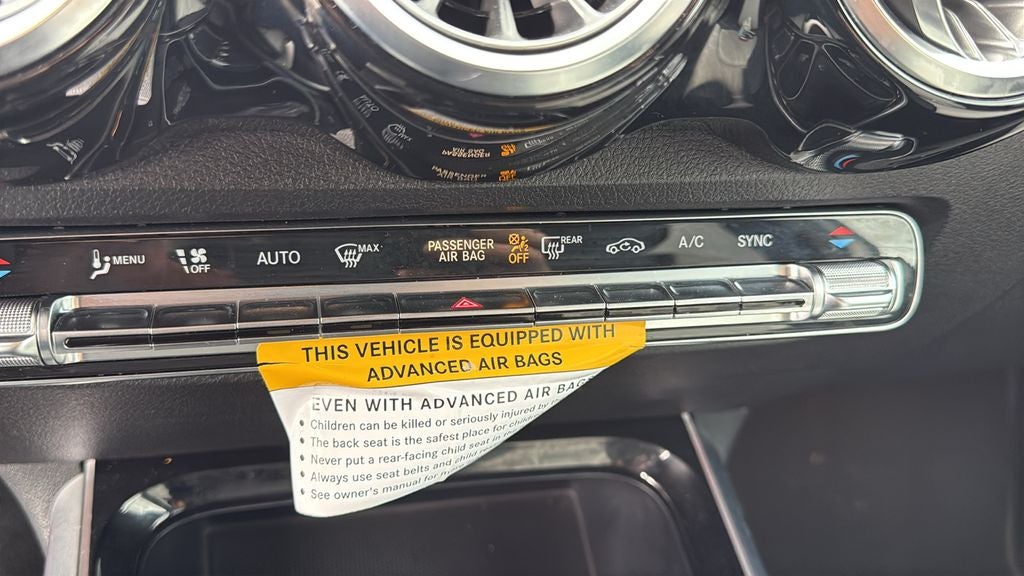 MENU
OFF
AUTO
MAX
PASSENGER
AIR BAG
OFF
REAR
A/C
SYNC
THIS VEHICLE IS EQUIPPED WITH
ADVANCED AIR BAGS
EVEN WITH ADVANCED AIR BAGS
Children can be killed or seriously injured by
The back seat is the safest place for
Never put a rear-facing child seat in the
Always use seat belts and child
See owner's manual for